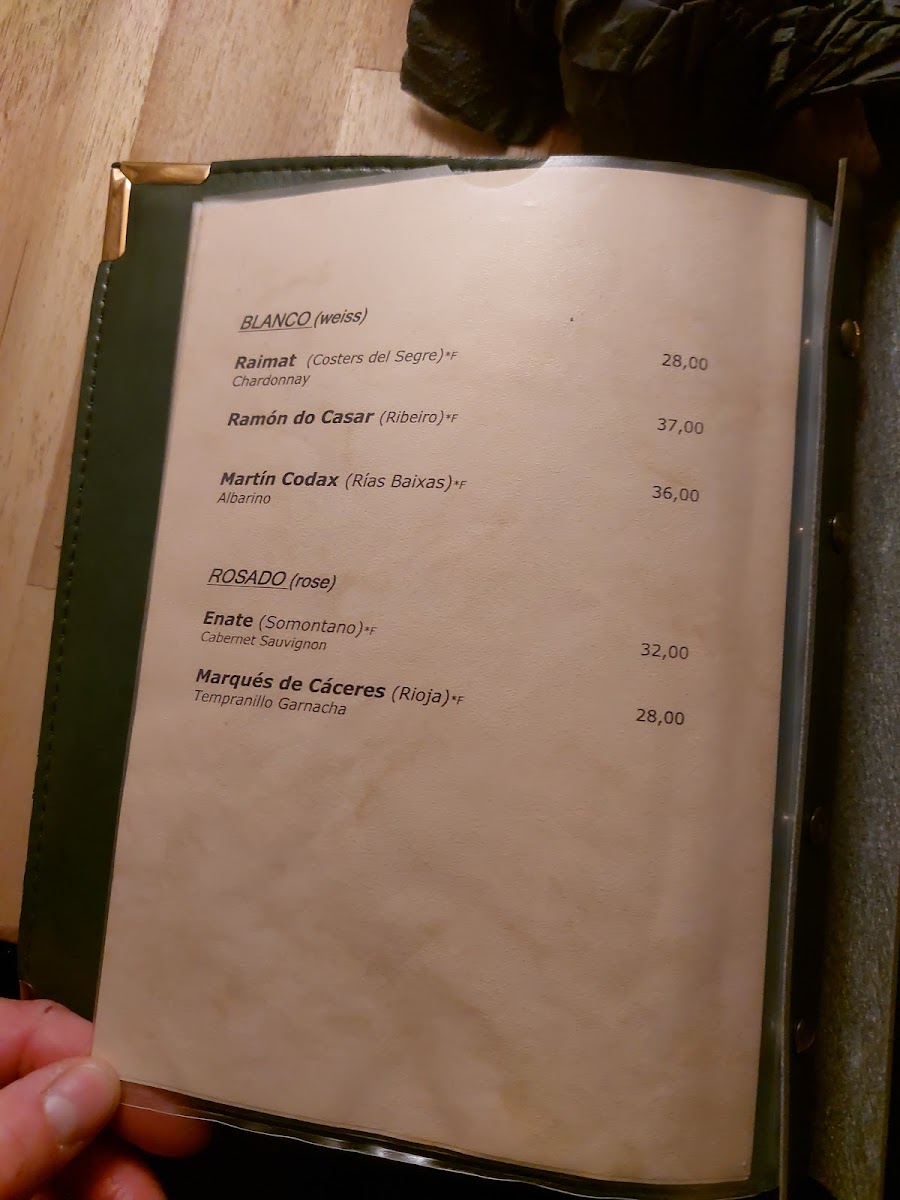 BLANCO (weiss)
Raimat (Costers del Segre)*F 28,00
Chardonnay
Ramón do Casar (Ribeiro)*F 37,00
Martín Codax (Rías Baixas)*F 36,00
Albarino
ROSADO (rose)
Enate (Somontano)*F 32,00
Cabernet Sauvignon
Marqués de Cáceres (Rioja)*F 28,00
Tempranillo Garnacha